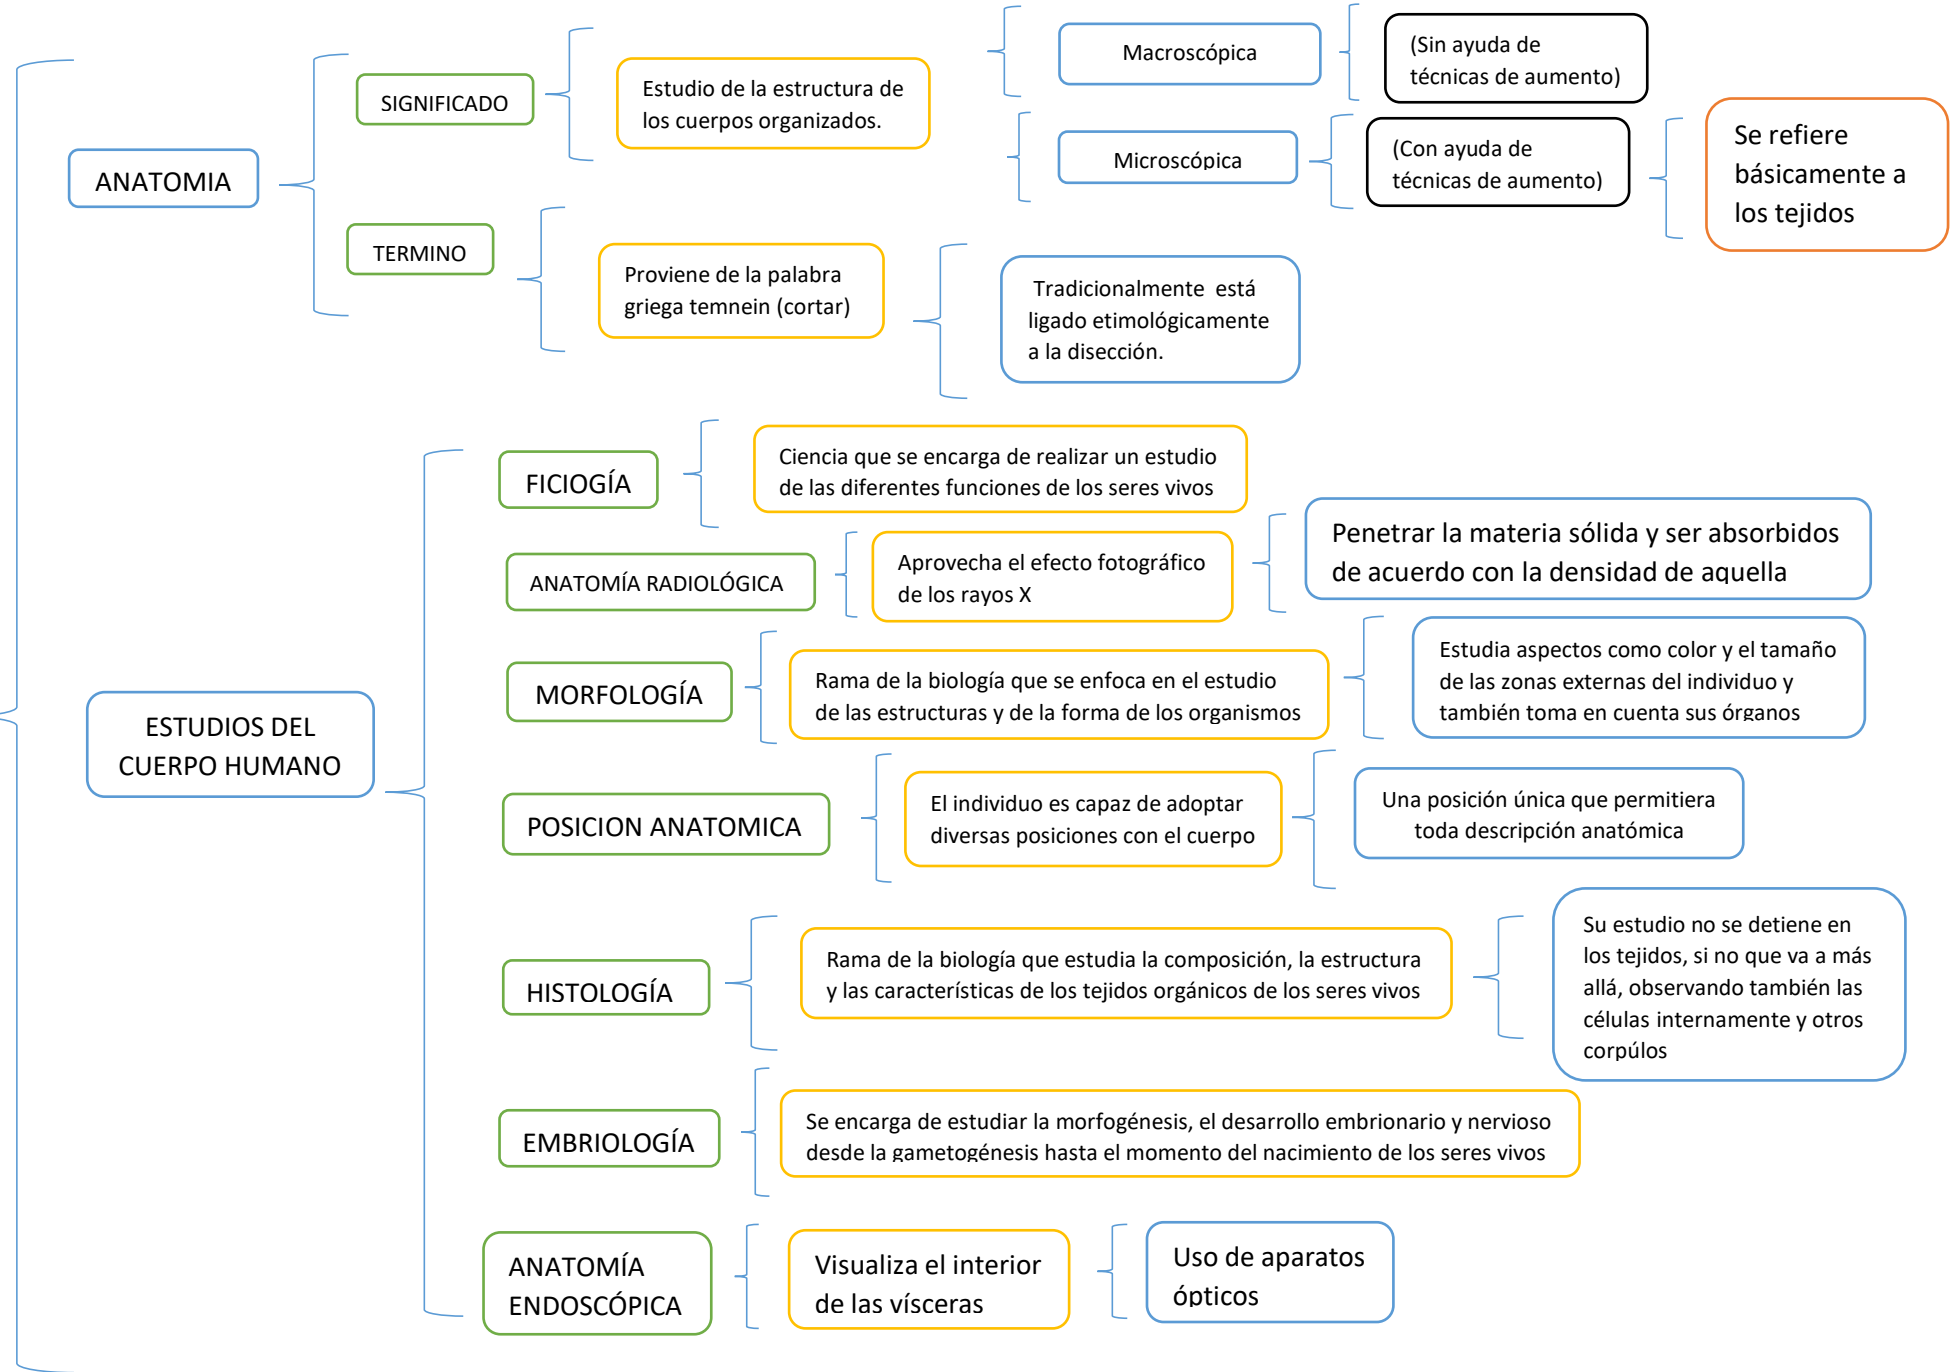 ANATOMIA
SIGNIFICADO
Estudio de la estructura de
los cuerpos organizados.
Macroscópica
(Sin ayuda de
técnicas de aumento)
Microscópica
(Con ayuda de
técnicas de aumento)
Se refiere
básicamente a
los tejidos
TERMINO
Proviene de la palabra
griega temnein (cortar)
Tradicionalmente está
ligado etimológicamente
a la disección.
ESTUDIOS DEL
CUERPO HUMANO
FICIOGÍA
Ciencia que se encarga de realizar un estudio
de las diferentes funciones de los seres vivos
ANATOMÍA RADIOLÓGICA
Aprovecha el efecto fotográfico
de los rayos X
Penetrar la materia sólida y ser absorbidos
de acuerdo con la densidad de aquella
MORFOLOGÍA
Rama de la biología que se enfoca en el estudio
de las estructuras y de la forma de los organismos
Estudia aspectos como color y el tamaño
de las zonas externas del individuo y
también toma en cuenta sus órganos
POSICION ANATOMICA
El individuo es capaz de adoptar
diversas posiciones con el cuerpo
Una posición única que permitiera
toda descripción anatómica
HISTOLOGÍA
Rama de la biología que estudia la composición, la estructura
y las características de los tejidos orgánicos de los seres vivos
Su estudio no se detiene en
los tejidos, si no que va a más
allá, observando también las
células internamente y otros
corpúlos
EMBRIOLOGÍA
Se encarga de estudiar la morfogénesis, el desarrollo embrionario y nervioso
desde la gametogénesis hasta el momento del nacimiento de los seres vivos
ANATOMÍA
ENDOSCÓPICA
Visualiza el interior
de las vísceras
Uso de aparatos
ópticos